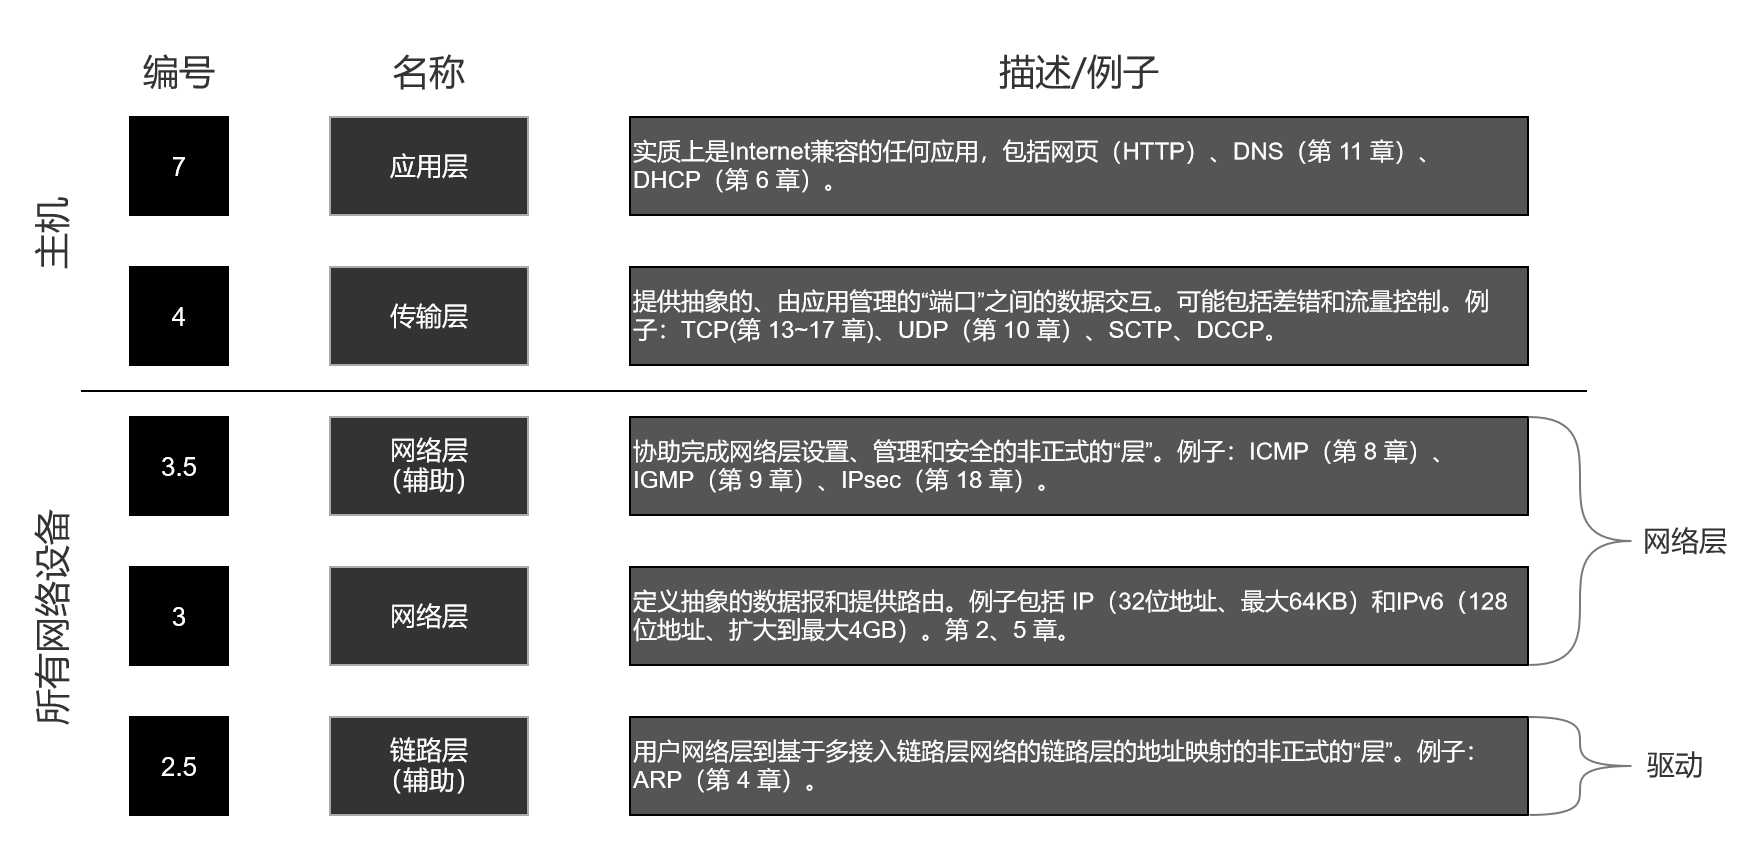 编号
名称
描述/例子
主机
7
应用层
实质上是Internet兼容的任何应用，包括网页（HTTP）、DNS（第 11 章）、
DHCP（第 6 章）。
4
传输层
提供抽象的、由应用管理的“端口”之间的数据交互。可能包括差错和流量控制。例
子：TCP(第 13~17 章)、UDP（第 10 章）、SCTP、DCCP。
所有网络设备
3.5
网络层
（辅助）
协助完成网络层设置、管理和安全的非正式的“层”。例子：ICMP（第 8 章）、
IGMP（第 9 章）、IPsec（第 18 章）。
网络层
3
网络层
定义抽象的数据报和提供路由。例子包括 IP（32位地址、最大64KB）和IPv6（128
位地址、扩大到最大4GB）。第 2、5 章。
2.5
链路层
（辅助）
用户网络层到基于多接入链路层网络的链路层的地址映射的非正式的“层”。例子：
ARP（第 4 章）。
驱动